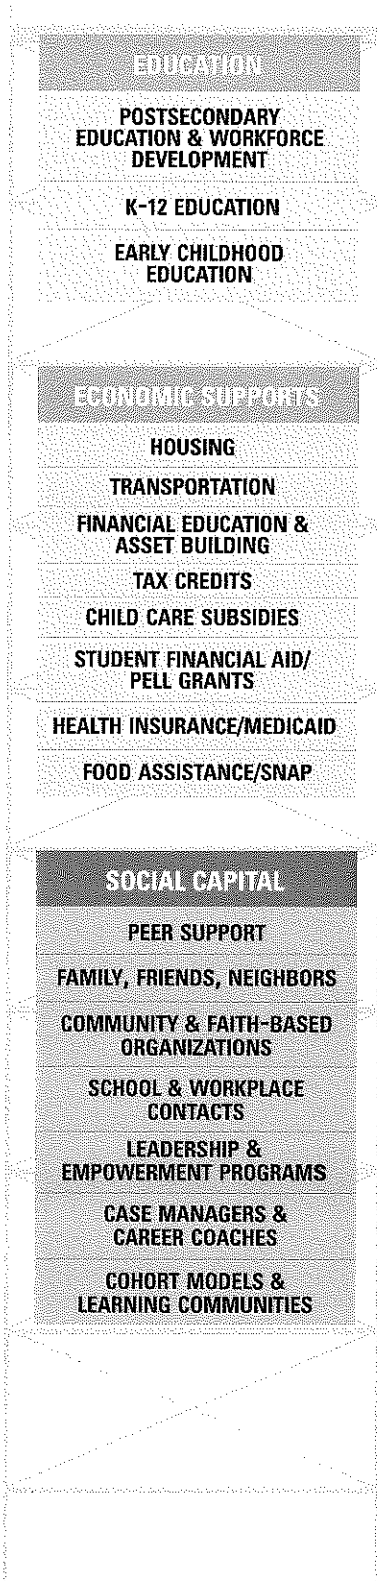 EDUCATION
POSTSECONDARY
EDUCATION & WORKFORCE
DEVELOPMENT
K-12 EDUCATION
EARLY CHILDHOOD
EDUCATION
ECONOMIC SUPPORTS
HOUSING
TRANSPORTATION
FINANCIAL EDUCATION &
ASSET BUILDING
TAX CREDITS
CHILD CARE SUBSIDIES
STUDENT FINANCIAL AID/
PELL GRANTS
HEALTH INSURANCE/MEDICAID
FOOD ASSISTANCE/SNAP
SOCIAL CAPITAL
PEER SUPPORT
FAMILY, FRIENDS, NEIGHBORS
COMMUNITY & FAITH-BASED
ORGANIZATIONS
SCHOOL & WORKPLACE
CONTACTS
LEADERSHIP &
EMPOWERMENT PROGRAMS
CASE MANAGERS &
CAREER COACHES
COHORT MODELS &
LEARNING COMMUNITIES